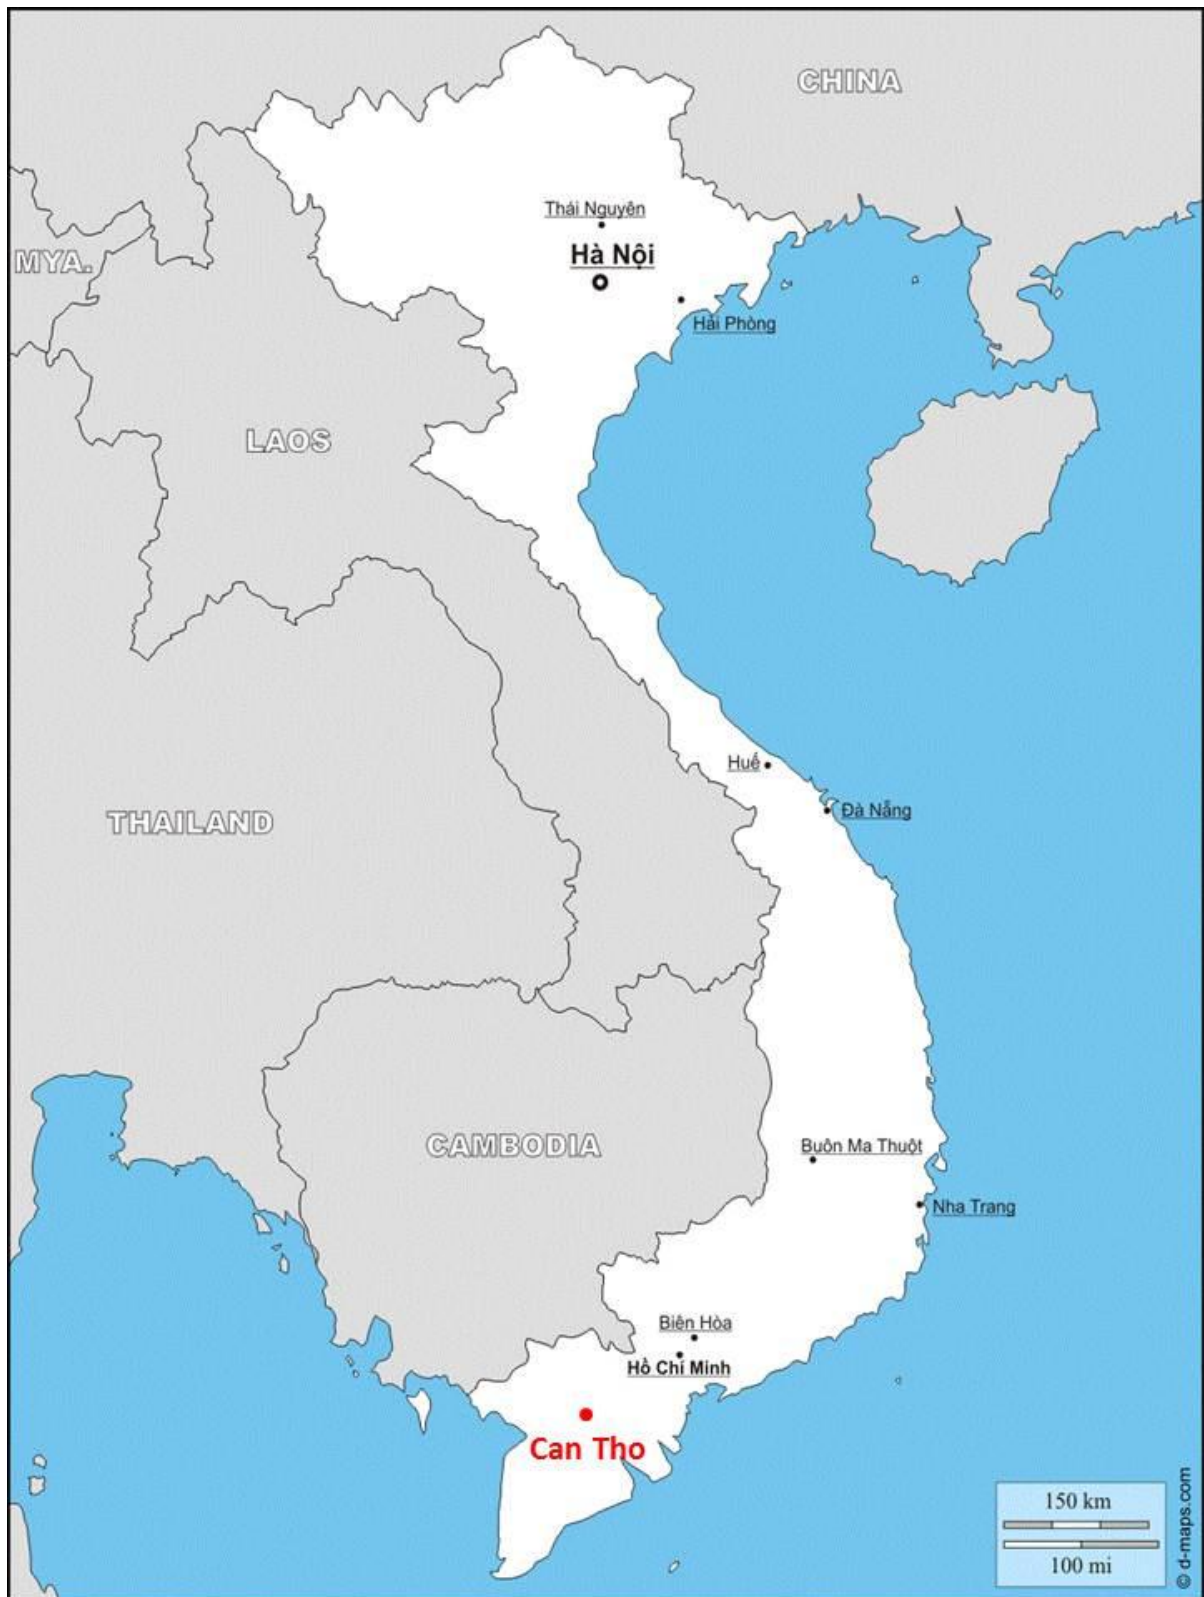 CHINA
Thái Nguyên
MYA.
Hà Nội
Hải Phòng
LAOS
Huế
Đà Nẵng
THAILAND
CAMBODIA
Buôn Ma Thuột
Nha Trang
Biên Hòa
Hồ Chí Minh
Can Tho
150 km
100 mi
© d-maps.com